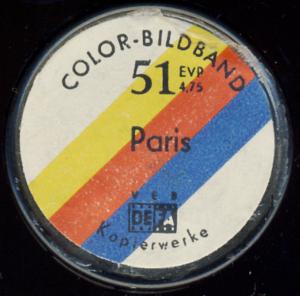 COLOR-BILDBAND
51 EVP 4,75
Paris
VEB
DEFA
Kopierwerke